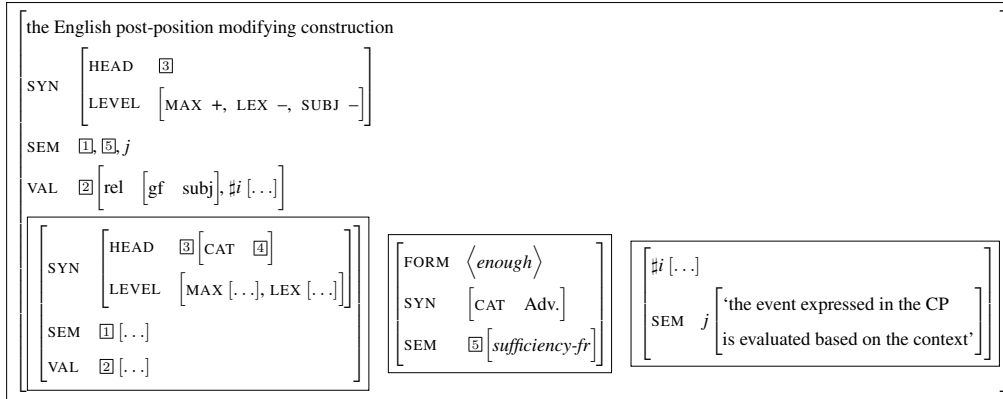 the English post-position modifying construction
SYN [HEAD 3
LEVEL [MAX +, LEX –, SUBJ –]]
SEM 1, 5, j
VAL 2 [rel [gf subj], ♯i [...]]
SYN [HEAD 3 [CAT 4]
LEVEL [MAX [...], LEX [...]]]
SEM 1 [...]
VAL 2 [...]
FORM ⟨enough⟩
SYN [CAT Adv.]
SEM 5 [sufficiency-fr]
♯i [...]
SEM j ['the event expressed in the CP
is evaluated based on the context']